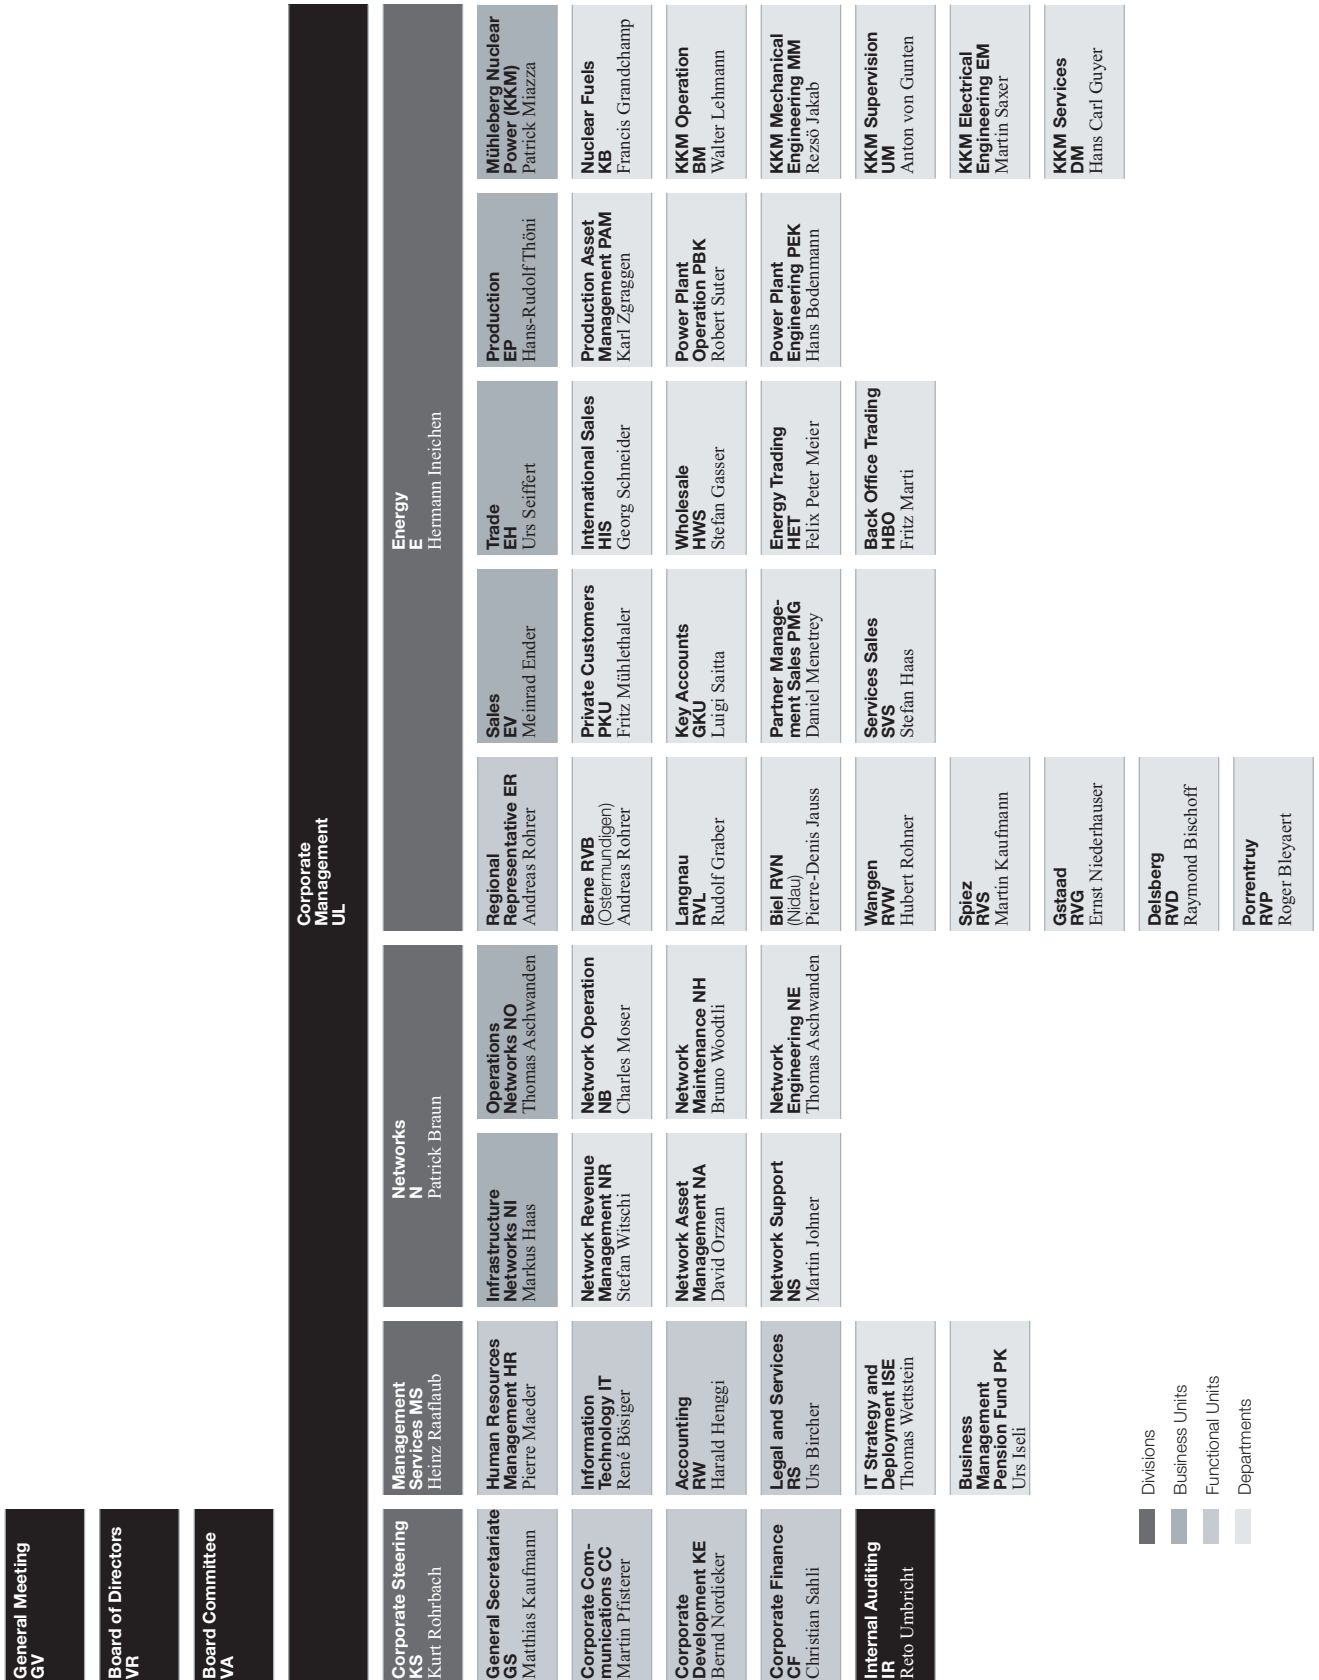 General Meeting
GV
Board of Directors
VR
Board Committee
VA
Corporate
Management
UL
Corporate Steering
KS
Kurt Rohrbach
General Secretariate
GS
Matthias Kaufmann
Corporate Com-
munications CC
Martin Pfisterer
Corporate
Development KE
Bernd Nordieker
Corporate Finance
CF
Christian Sahli
Internal Auditing
IR
Reto Umbricht
Management
Services MS
Heinz Raaflaub
Human Resources
Management HR
Pierre Maeder
Information
Technology IT
René Bösiger
Accounting
RW
Harald Henggi
Legal and Services
RS
Urs Bircher
IT Strategy and
Deployment ISE
Thomas Wettstein
Business
Management
Pension Fund PK
Urs Iseli
Networks
N
Patrick Braun
Infrastructure
Networks NI
Markus Haas
Network Revenue
Management NR
Stefan Witschi
Network Asset
Management NA
David Orzan
Network Support
NS
Martin Johner
Operations
Networks NO
Thomas Aschwanden
Network Operation
NB
Charles Moser
Network
Maintenance NH
Bruno Woodtli
Network
Engineering NE
Thomas Aschwanden
Energy
E
Hermann Ineichen
Regional
Representative ER
Andreas Rohrer
Berne RVB
(Ostermundigen)
Andreas Rohrer
Langnau
RVL
Rudolf Graber
Biel RVN
(Nidau)
Pierre-Denis Jauss
Wangen
RVW
Hubert Rohner
Spiez
RVS
Martin Kaufmann
Gstaad
RVG
Ernst Niederhauser
Delsberg
RVD
Raymond Bischoff
Porrentruy
RVP
Roger Bleyaert
Sales
EV
Meinrad Ender
Private Customers
PKU
Fritz Mühlethaler
Key Accounts
GKU
Luigi Saitta
Partner Manage-
ment Sales PMG
Daniel Menetrey
Services Sales
SVS
Stefan Haas
Trade
EH
Urs Seiffert
International Sales
HIS
Georg Schneider
Wholesale
HWS
Stefan Gasser
Energy Trading
HET
Felix Peter Meier
Back Office Trading
HBO
Fritz Marti
Production
EP
Hans-Rudolf Thöni
Production Asset
Management PAM
Karl Zgraggen
Power Plant
Operation PBK
Robert Suter
Power Plant
Engineering PEK
Hans Bodenmann
Mühleberg Nuclear
Power (KKM)
Patrick Miazza
Nuclear Fuels
KB
Francis Grandchamp
KKM Operation
BM
Walter Lehmann
KKM Mechanical
Engineering MM
Rezsö Jakab
KKM Supervision
UM
Anton von Gunten
KKM Electrical
Engineering EM
Martin Saxer
KKM Services
DM
Hans Carl Guyer
Divisions
Business Units
Functional Units
Departments